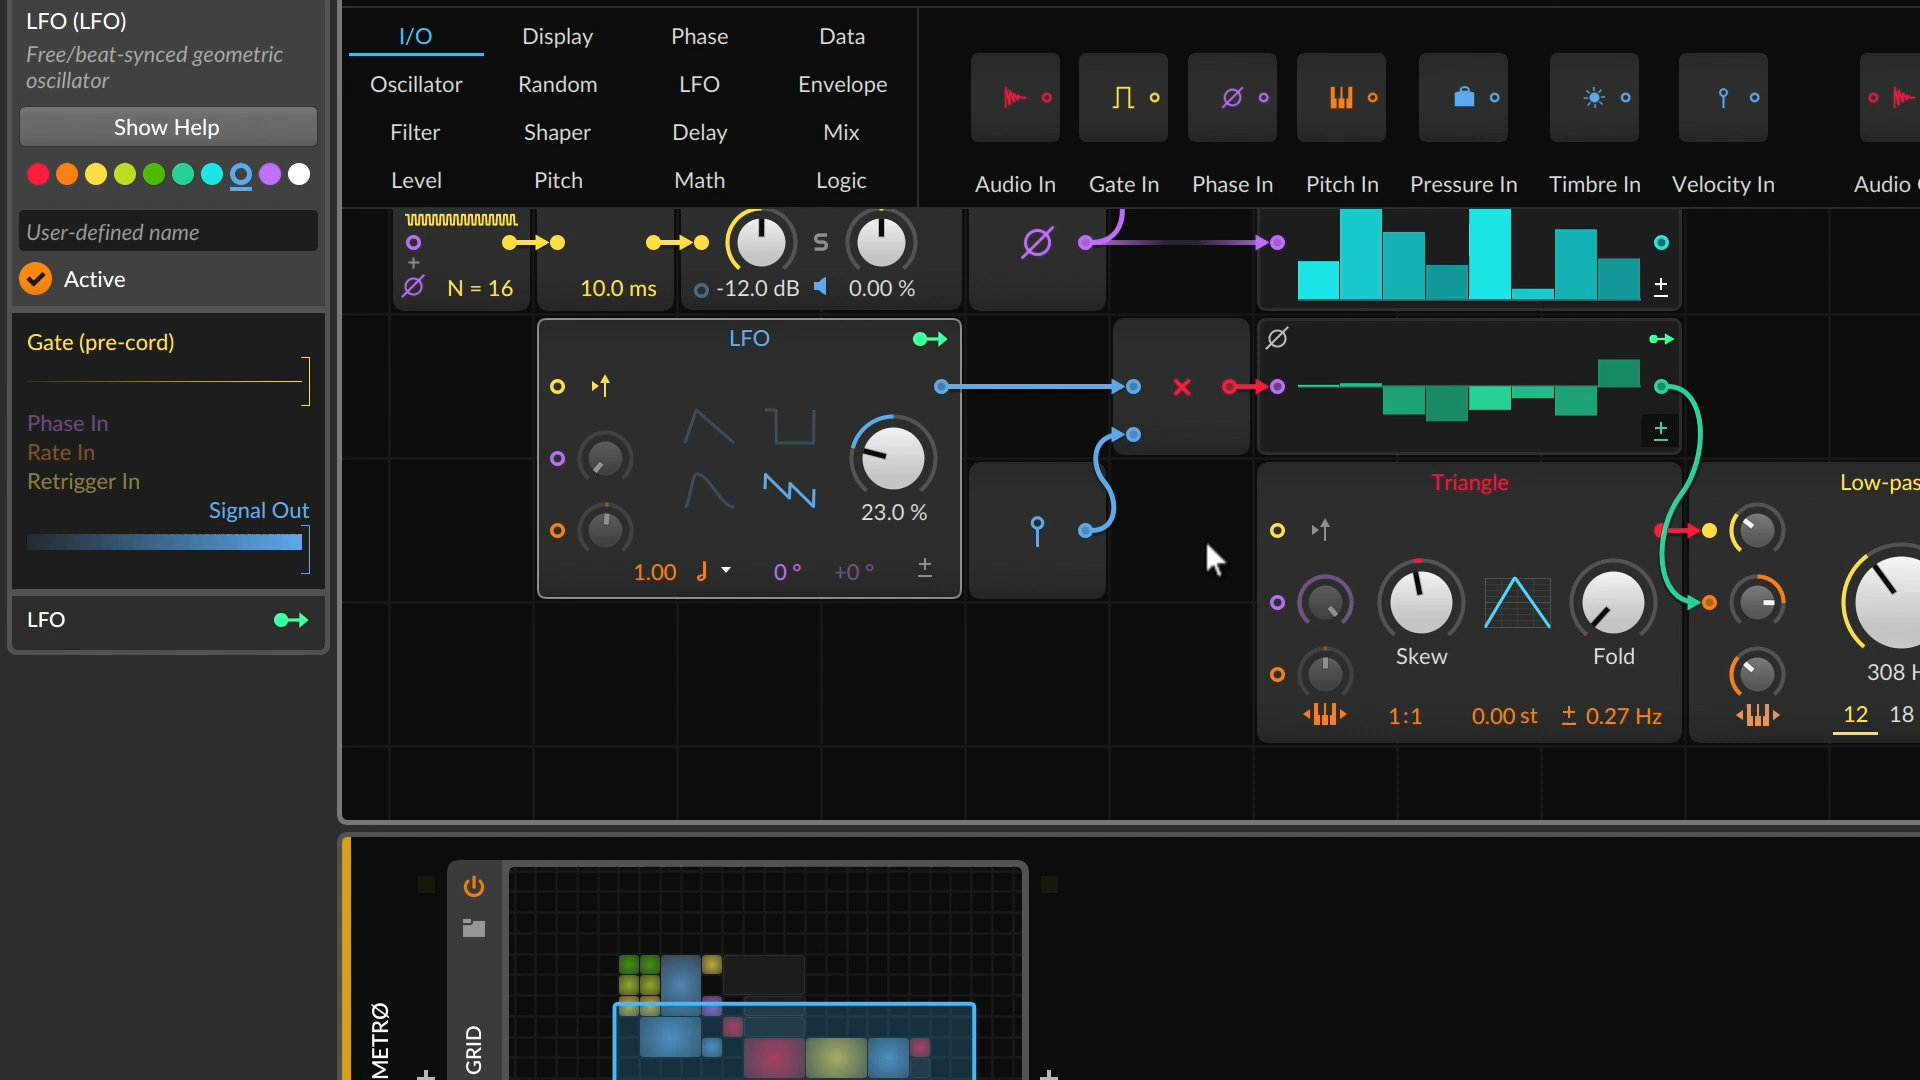 LFO (LFO)
Free/beat-synced geometric
oscillator
Show Help
User-defined name
Active
Gate (pre-cord)
Phase In
Rate In
Retrigger In
Signal Out
LFO
I/O Display Phase Data
Oscillator Random LFO Envelope
Filter Shaper Delay Mix
Level Pitch Math Logic
Audio In Gate In Phase In Pitch In Pressure In Timbre In Velocity In Audio
N = 16
10.0 ms
S
-12.0 dB
0.00 %
LFO
23.0 %
1.00
0 °
+0 °
Triangle
Skew
Fold
1:1
0.00 st
± 0.27 Hz
Low-pas
308 H
12 18
METRØ
GRID